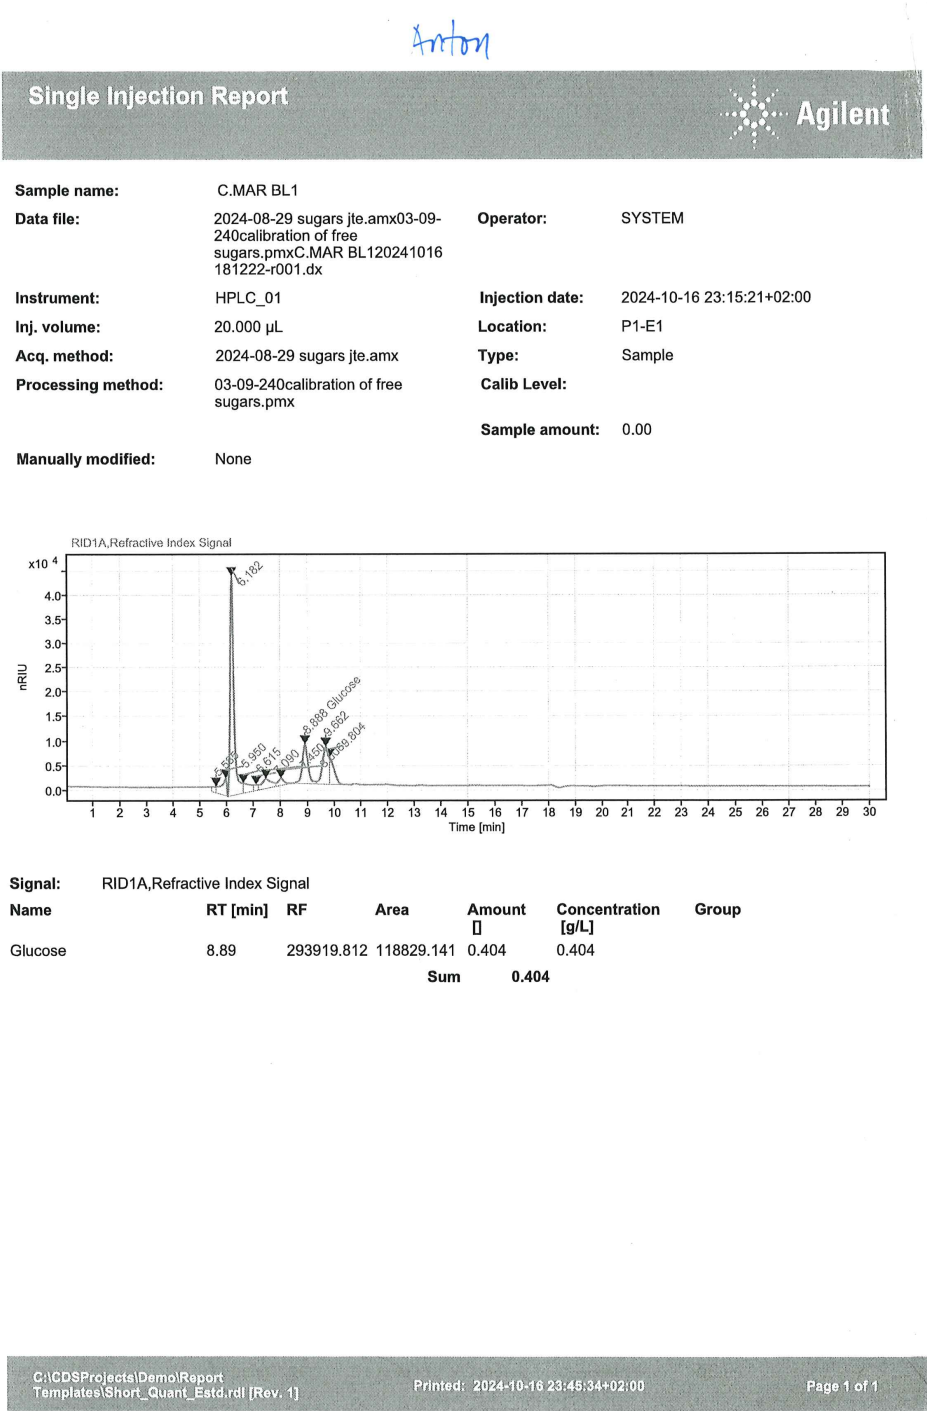 Anton
Single Injection Report
Agilent
Sample name: C.MAR BL1
Data file: 2024-08-29 sugars jte.amx03-09- Operator: SYSTEM
240calibration of free
sugars.pmxC.MAR BL120241016
181222-r001.dx
Instrument: HPLC_01 Injection date: 2024-10-16 23:15:21+02:00
Inj. volume: 20.000 µL Location: P1-E1
Acq. method: 2024-08-29 sugars jte.amx Type: Sample
Processing method: 03-09-240calibration of free Calib Level:
sugars.pmx
Sample amount: 0.00
Manually modified: None
RID1A,Refractive Index Signal
x10 4
4.0
3.5
3.0
2.5
2.0
1.5
1.0
0.5
0.0
nRIU
6.182
5.950
6.615
8.888 Glucose
9.662
1 2 3 4 5 6 7 8 9 10 11 12 13 14 15 16 17 18 19 20 21 22 23 24 25 26 27 28 29 30
Time [min]
Signal: RID1A,Refractive Index Signal
Name RT [min] RF Area Amount Concentration Group
[] [g/L]
Glucose 8.89 293919.812 118829.141 0.404 0.404
Sum 0.404
C:\CDSProjects\Demo\Report
Templates\Short_Quant_Estd.rdl [Rev. 1]
Printed: 2024-10-16 23:45:34+02:00
Page 1 of 1